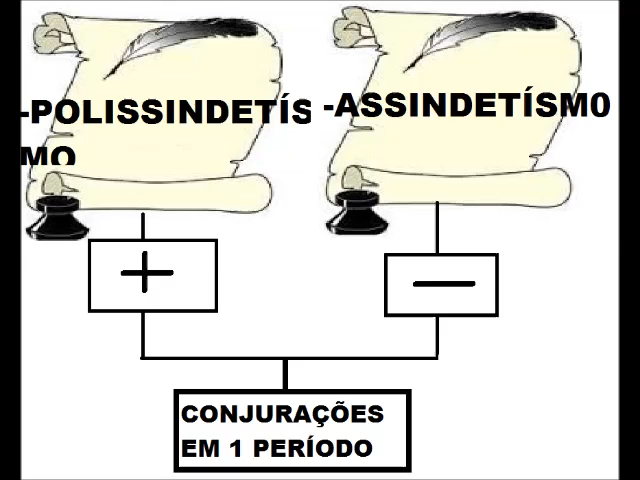 -POLISSINDETÍS
MO
-ASSINDETÍSM0
+
—
CONJURAÇÕES
EM 1 PERÍODO